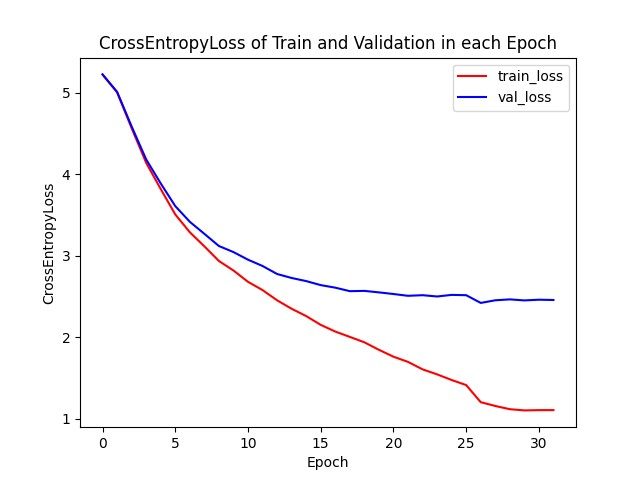 CrossEntropyLoss of Train and Validation in each Epoch
train_loss
val_loss
CrossEntropyLoss
5
4
3
2
1
0 5 10 15 20 25 30
Epoch